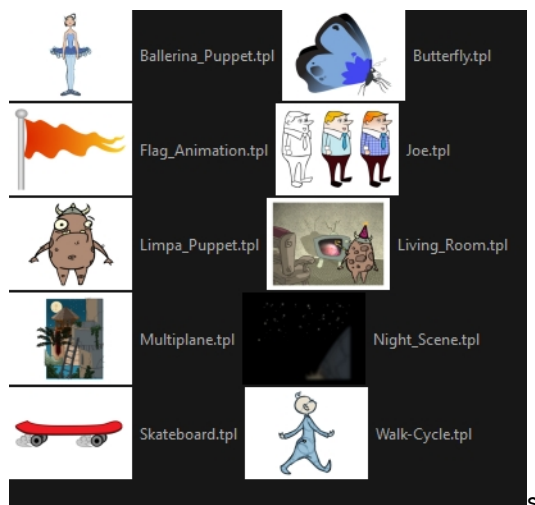 Ballerina_Puppet.tpl Butterfly.tpl
Flag_Animation.tpl Joe.tpl
Limpa_Puppet.tpl Living_Room.tpl
Multiplane.tpl Night_Scene.tpl
Skateboard.tpl Walk-Cycle.tpl
s